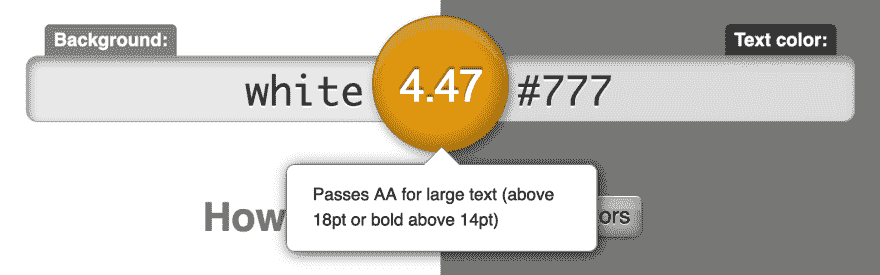 Background:
Text color:
white
4.47
#777
Passes AA for large text (above
18pt or bold above 14pt)
How
ors